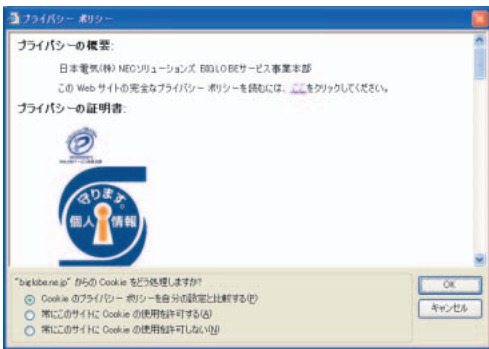 プライバシー ポリシー
プライバシーの概要:
日本電気(株) NECソリューションズ BIGLOBEサービス事業本部
この Web サイトの完全なプライバシー ポリシーを読むには、ここをクリックしてください。
プライバシーの証明書:
守ります。
個人 情報
"biglobe.ne.jp" からの Cookie をどう処理しますか?
Cookie のプライバシー ポリシーを自分の設定と比較する(P)
常にこのサイトに Cookie の使用を許可する(A)
常にこのサイトに Cookie の使用を許可しない(N)
OK
キャンセル